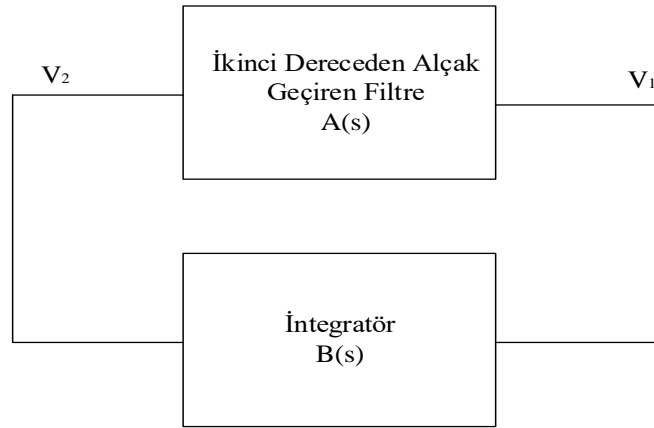 V₂
İkinci Dereceden Alçak
Geçiren Filtre
A(s)
V₁
İntegratör
B(s)